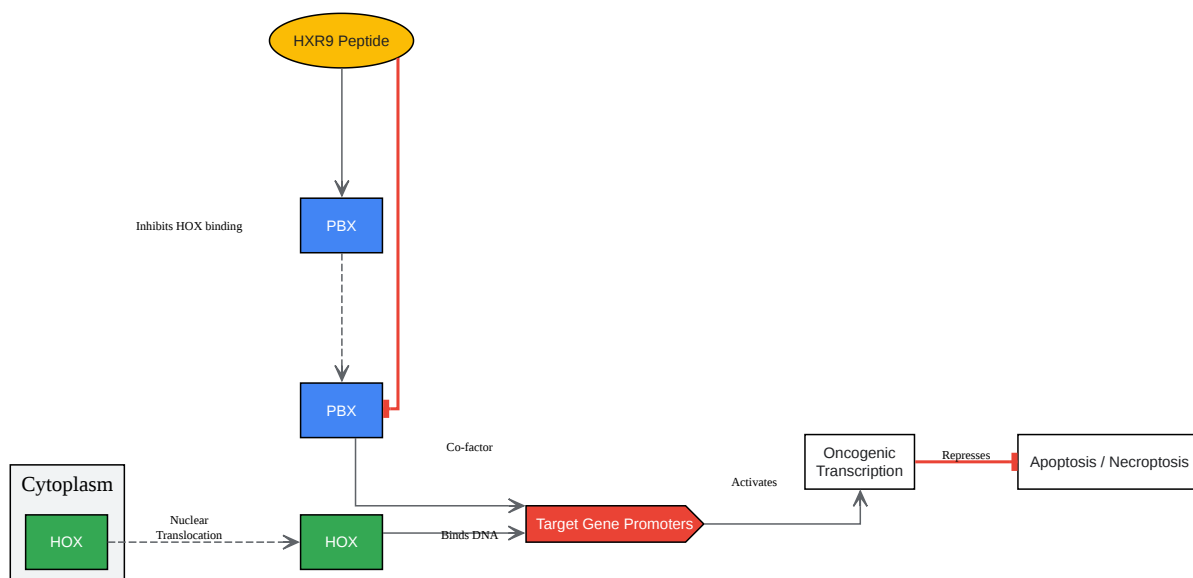 HXR9 Peptide
PBX
Inhibits HOX binding
PBX
Co-factor
Oncogenic
Transcription
Represses
Apoptosis / Necroptosis
Cytoplasm
Activates
Nuclear
Translocation
Target Gene Promoters
Binds DNA
HOX
HOX